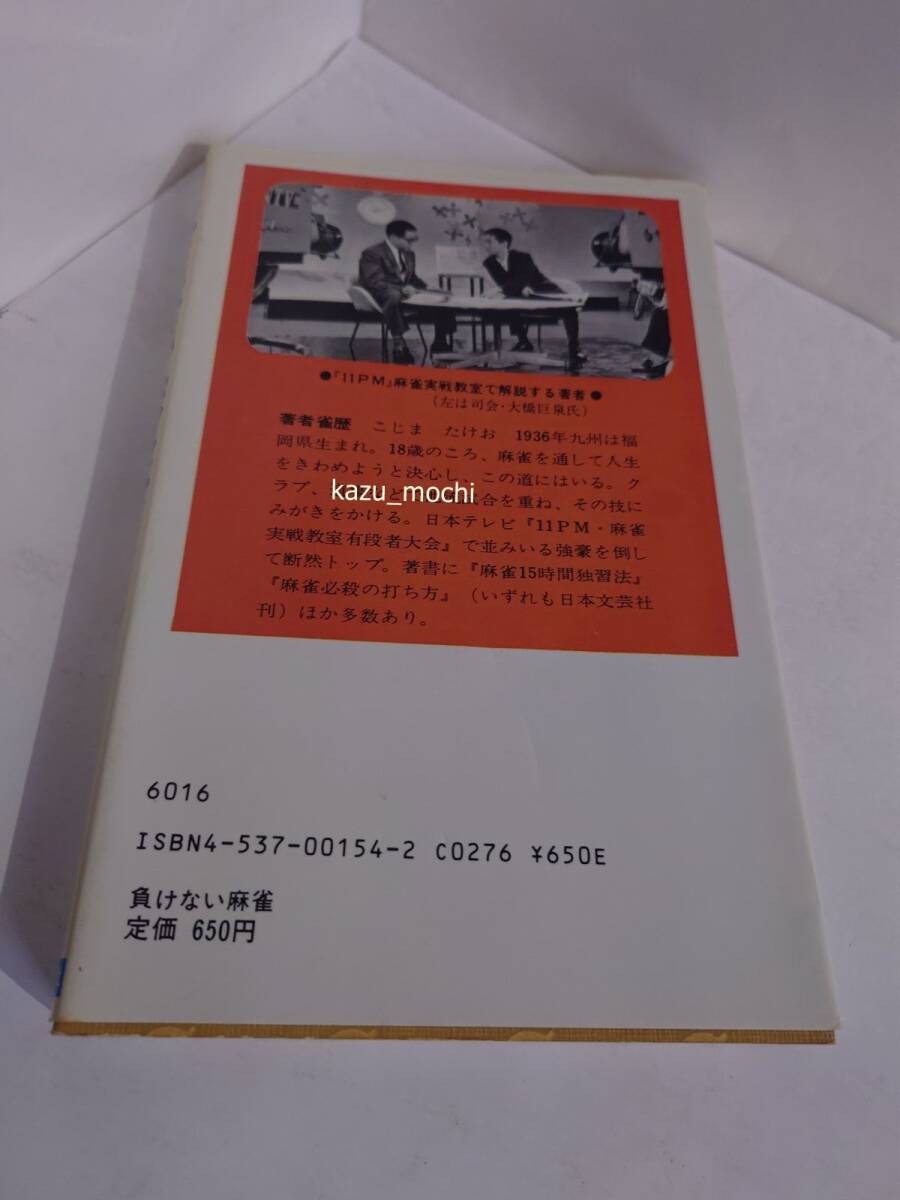 ●「11PM」麻雀実戦教室で解説する著者●
（左は司会・大橋巨泉氏）
著者雀歴　こじま　たけお　1936年九州は福
岡県生まれ。18歳のころ、麻雀を通して人生
をきわめようと決心し、この道にはいる。ク
ラブ、 kazu_mochi 合を重ね、その技に
みがきをかける。日本テレビ『11PM・麻雀
実戦教室有段者大会』で並みいる強豪を倒し
て断然トップ。著書に『麻雀15時間独習法』
『麻雀必殺の打ち方』（いずれも日本文芸社
刊）ほか多数あり。
6016
ISBN4-537-00154-2 C0276 ¥650E
負けない麻雀
定価 650円